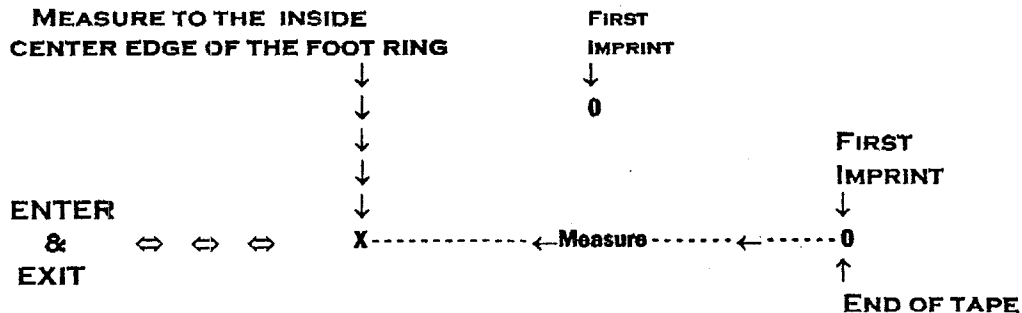 MEASURE TO THE INSIDE
CENTER EDGE OF THE FOOT RING
FIRST
IMPRINT
↓
0
↓
↓
↓
↓
↓
FIRST
IMPRINT
↓
ENTER
&
EXIT
⇔ ⇔ ⇔ X-------------←Measure------←-----0
↑
END OF TAPE